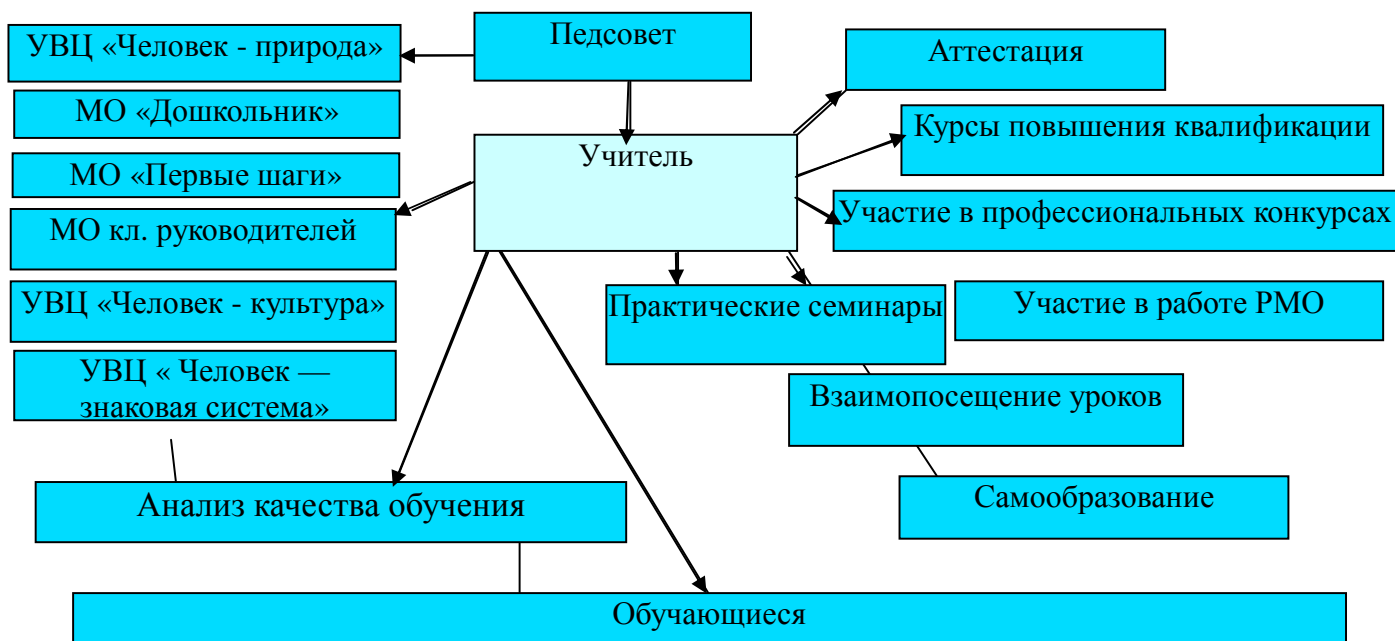 Педсовет
УВЦ «Человек - природа»
Аттестация
МО «Дошкольник»
Курсы повышения квалификации
Учитель
МО «Первые шаги»
Участие в профессиональных конкурсах
МО кл. руководителей
УВЦ «Человек - культура»
Практические семинары
Участие в работе РМО
УВЦ « Человек —
знаковая система»
Взаимопосещение уроков
Анализ качества обучения
Самообразование
Обучающиеся